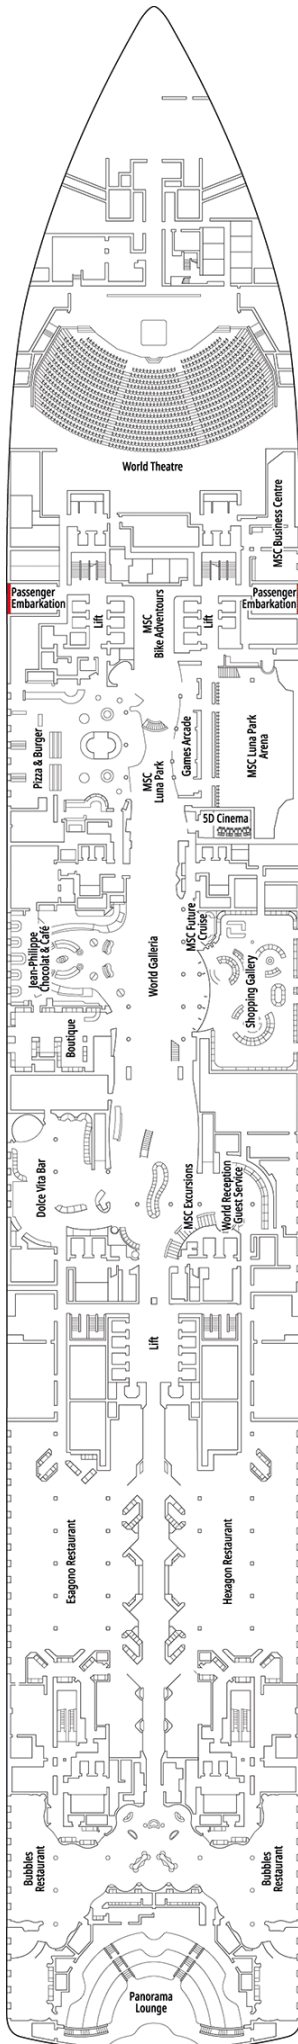 World Theatre
MSC Business Centre
Passenger
Embarkation
Passenger
Embarkation
Lift
MSC
Bike Adventours
Lift
Pizza & Burger
MSC
Luna Park
Games Arcade
MSC Luna Park
Arena
5D Cinema
Jean-Philippe
Chocolat & Café
World Galleria
MSC Future
Cruise
Shopping Gallery
Boutique
Dolce Vita Bar
MSC Excursions
World Reception
Guest Service
Lift
Esagono Restaurant
Hexagon Restaurant
Bubbles
Restaurant
Bubbles
Restaurant
Panorama
Lounge